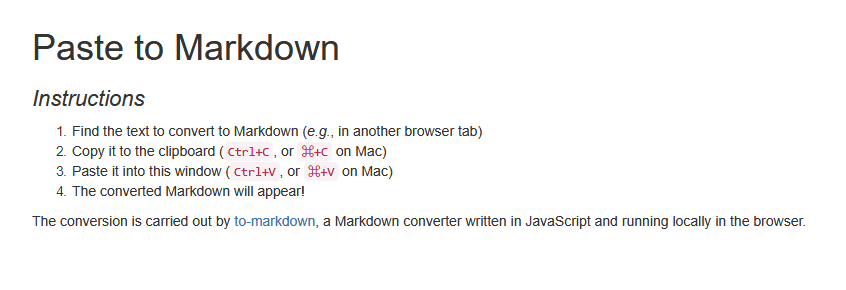 Paste to Markdown
Instructions
1. Find the text to convert to Markdown (e.g., in another browser tab)
2. Copy it to the clipboard ( Ctrl+C , or ⌘+C on Mac)
3. Paste it into this window ( Ctrl+V , or ⌘+V on Mac)
4. The converted Markdown will appear!
The conversion is carried out by to-markdown, a Markdown converter written in JavaScript and running locally in the browser.